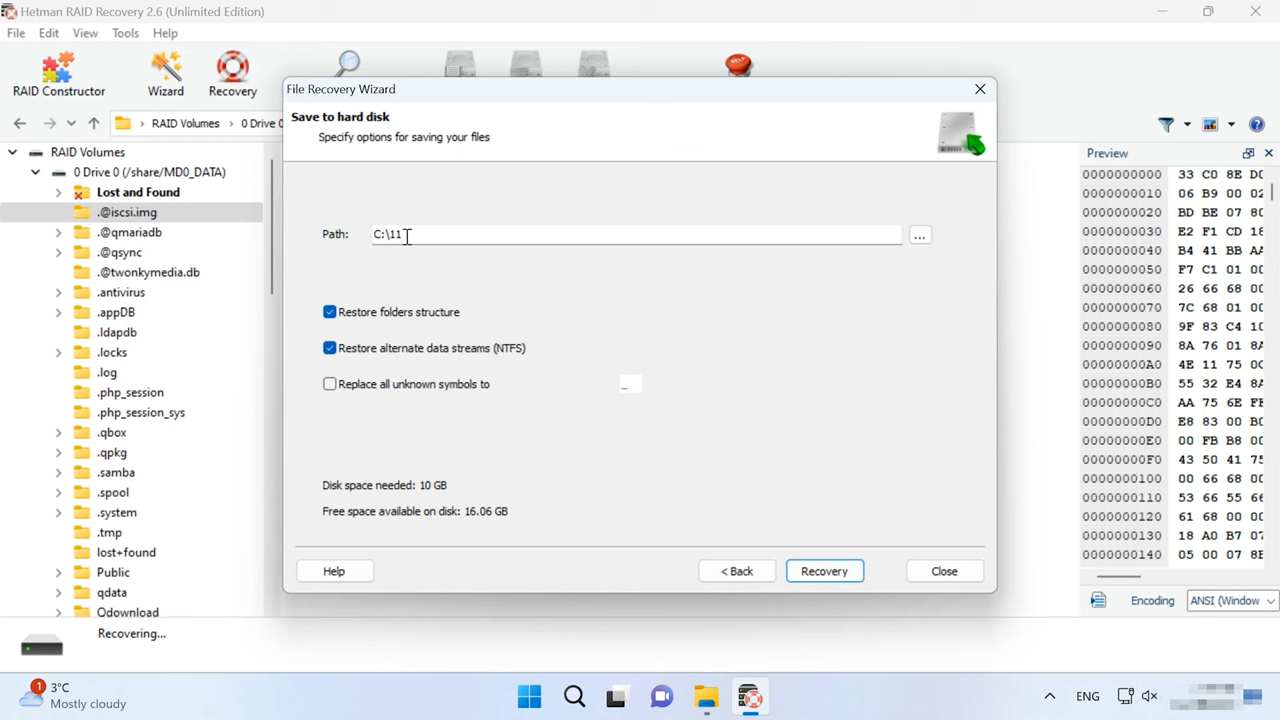 Hetman RAID Recovery 2.6 (Unlimited Edition)
File Edit View Tools Help
RAID Constructor Wizard Recovery
HELP
RAID Volumes › 0 Drive 0
File Recovery Wizard
Save to hard disk
Specify options for saving your files
Path: C:\11 ...
Restore folders structure
Restore alternate data streams (NTFS)
Replace all unknown symbols to _
Disk space needed: 10 GB
Free space available on disk: 16.06 GB
Help < Back Recovery Close
RAID Volumes
0 Drive 0 (/share/MD0_DATA)
Lost and Found
.@iscsi.img
.@qmariadb
.@qsync
.@twonkymedia.db
.antivirus
.appDB
.ldapdb
.locks
.log
.php_session
.php_session_sys
.qbox
.qpkg
.samba
.spool
.system
.tmp
lost+found
Public
qdata
Qdownload
Preview
0000000000 33 C0 8E
0000000010 06 B9 00
0000000020 BD BE 07
0000000030 E2 F1 CD
0000000040 B4 41 BB
0000000050 F7 C1 01
0000000060 26 66 68
0000000070 7C 68 01
0000000080 9F 83 C4
0000000090 8A 76 01
00000000A0 4E 11 75
00000000B0 55 32 E4
00000000C0 AA 75 6E
00000000D0 E8 83 00
00000000E0 00 FB B8
00000000F0 43 50 41
0000000100 00 66 68
0000000110 53 66 55
0000000120 61 68 00
0000000130 18 A0 B7
0000000140 05 00 07
Encoding ANSI (Window
Recovering...
1
3°C
Mostly cloudy
ENG